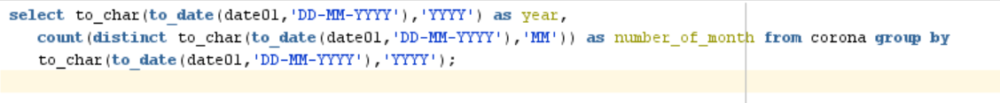 select to_char(to_date(date01,'DD-MM-YYYY'),'YYYY') as year,
count(distinct to_char(to_date(date01,'DD-MM-YYYY'),'MM')) as number_of_month from corona group by
to_char(to_date(date01,'DD-MM-YYYY'),'YYYY');